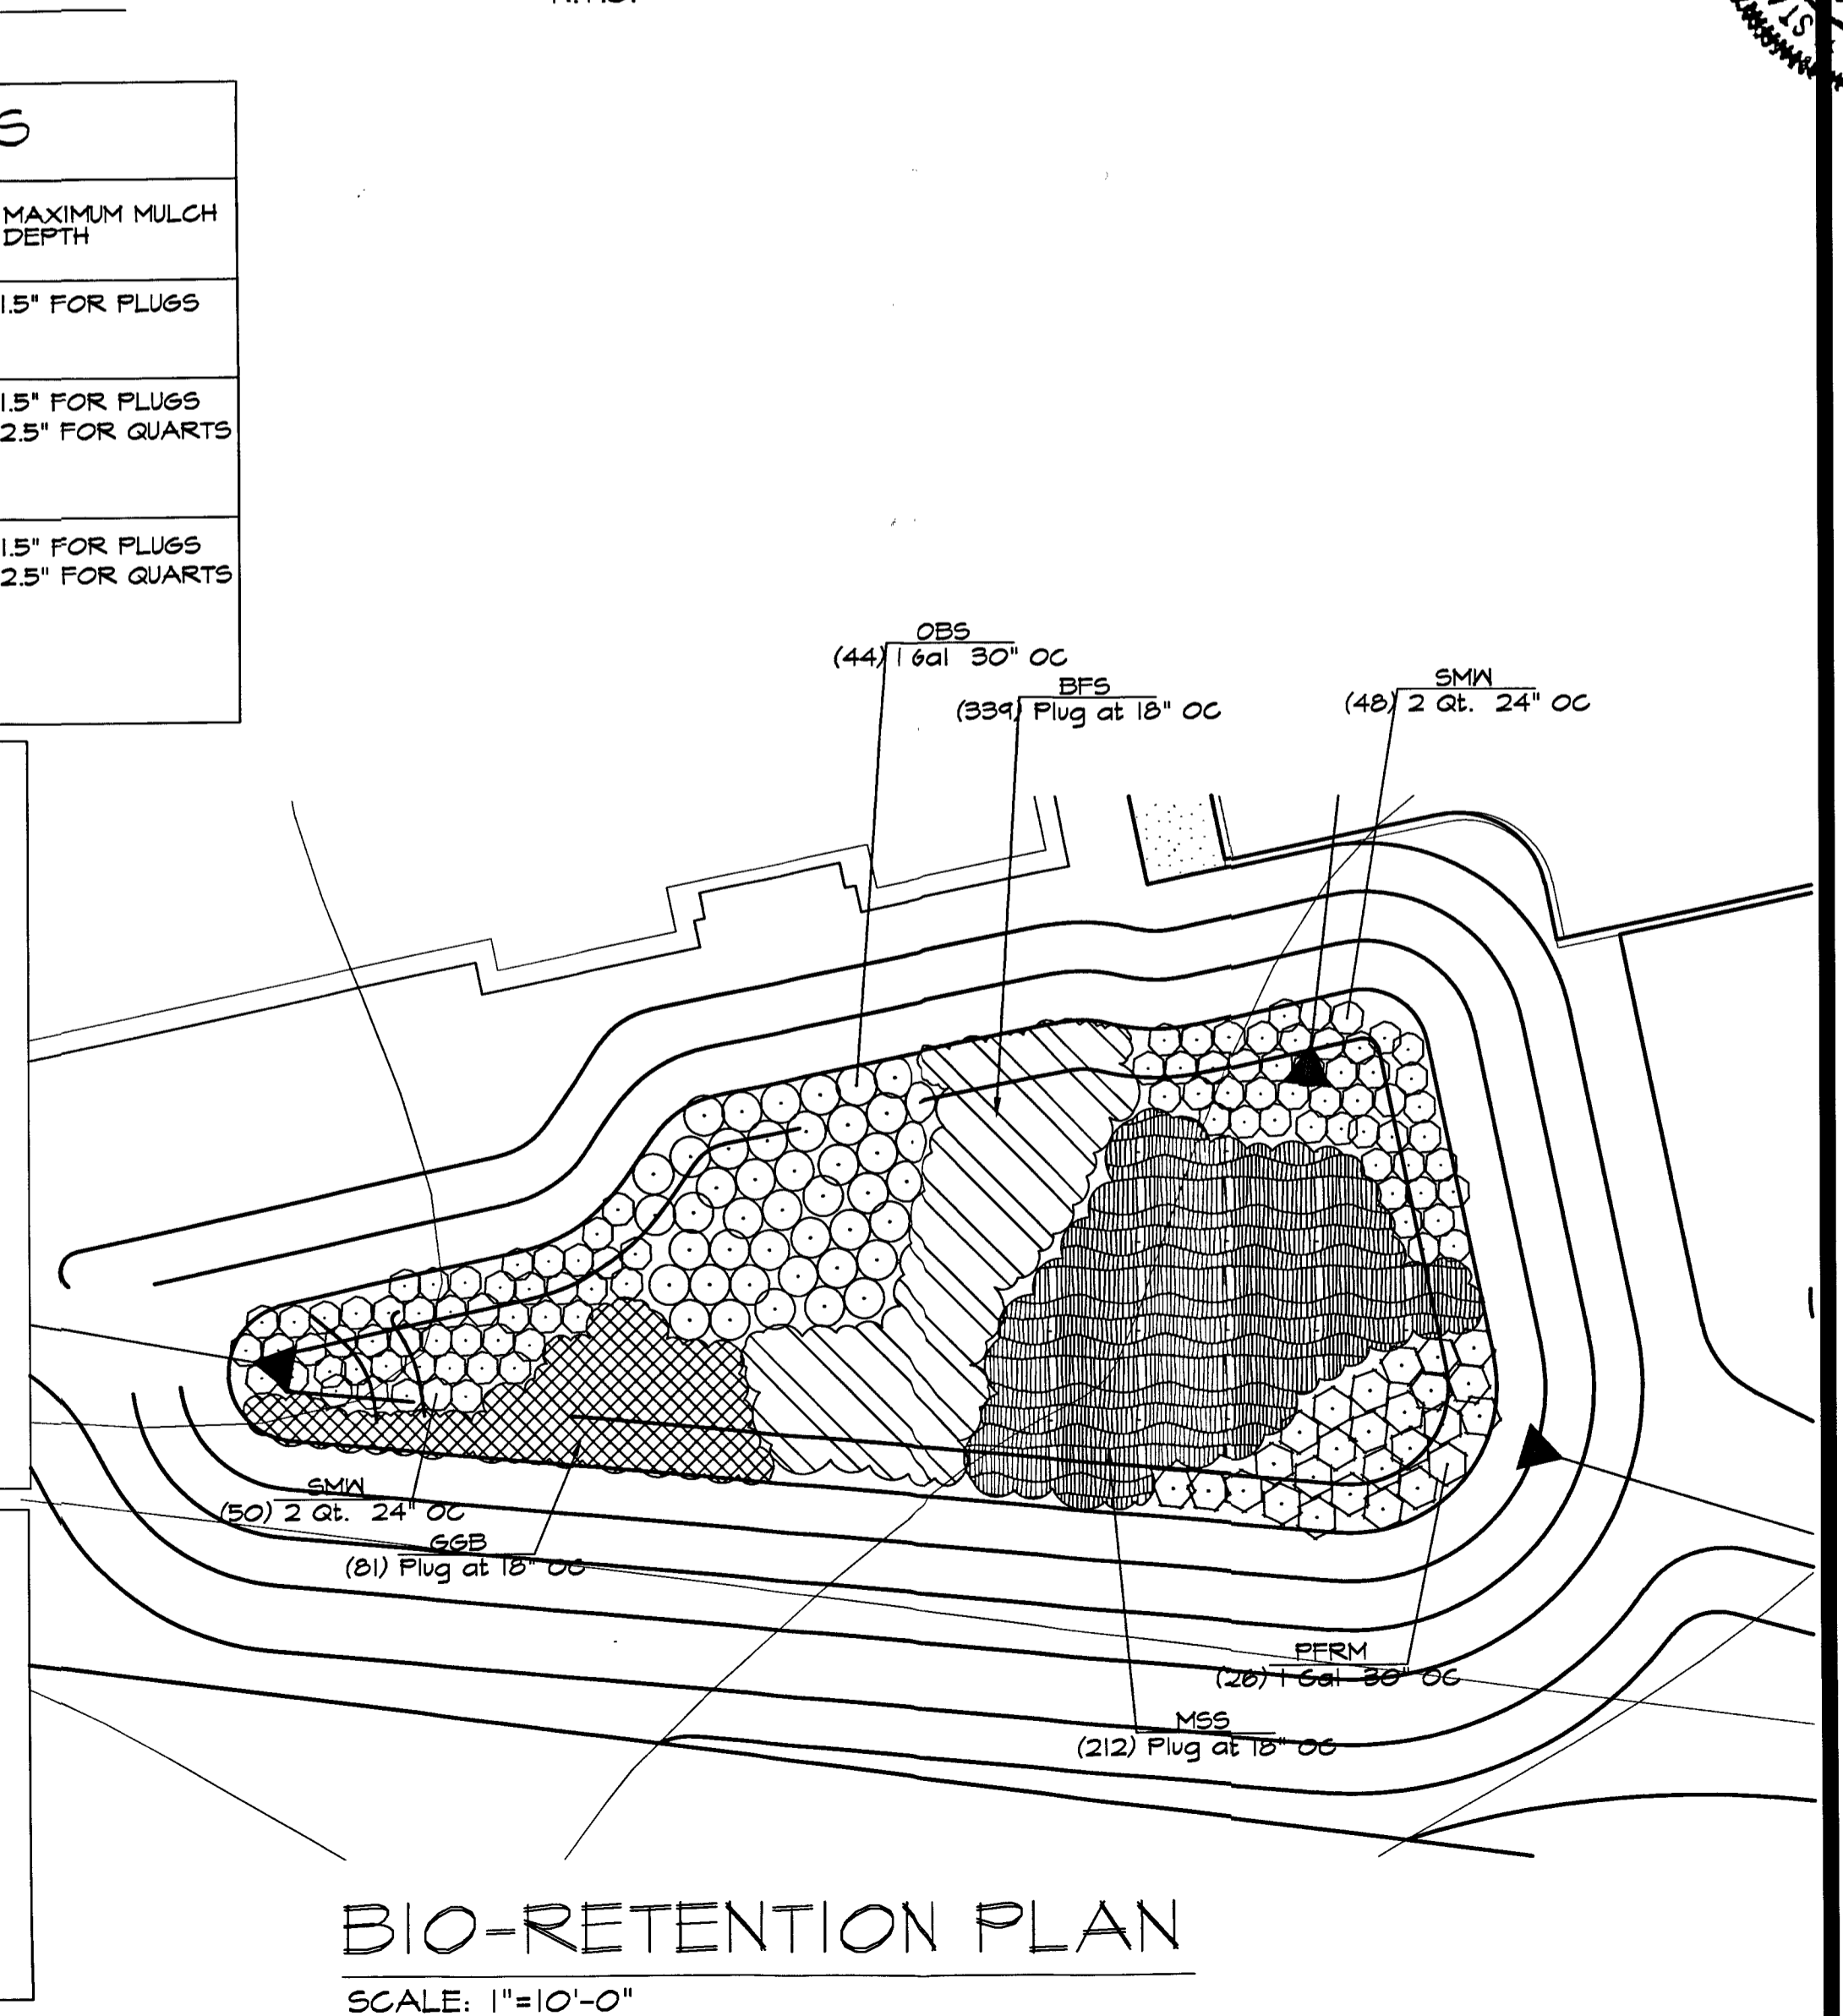 S
MAXIMUM MULCH
DEPTH
1.5" FOR PLUGS
1.5" FOR PLUGS
2.5" FOR QUARTS
1.5" FOR PLUGS
2.5" FOR QUARTS
OBS
(44) 1 Gal 30" OC
BFS
(339) Plug at 18" OC
SMW
(48) 2 Qt. 24" OC
SMW
(50) 2 Qt. 24" OC
GGB
(81) Plug at 18" OC
PFRM
(26) 1 Gal 30" OC
MSS
(212) Plug at 18" OC
BIO-RETENTION PLAN
SCALE: 1"=10'-0"